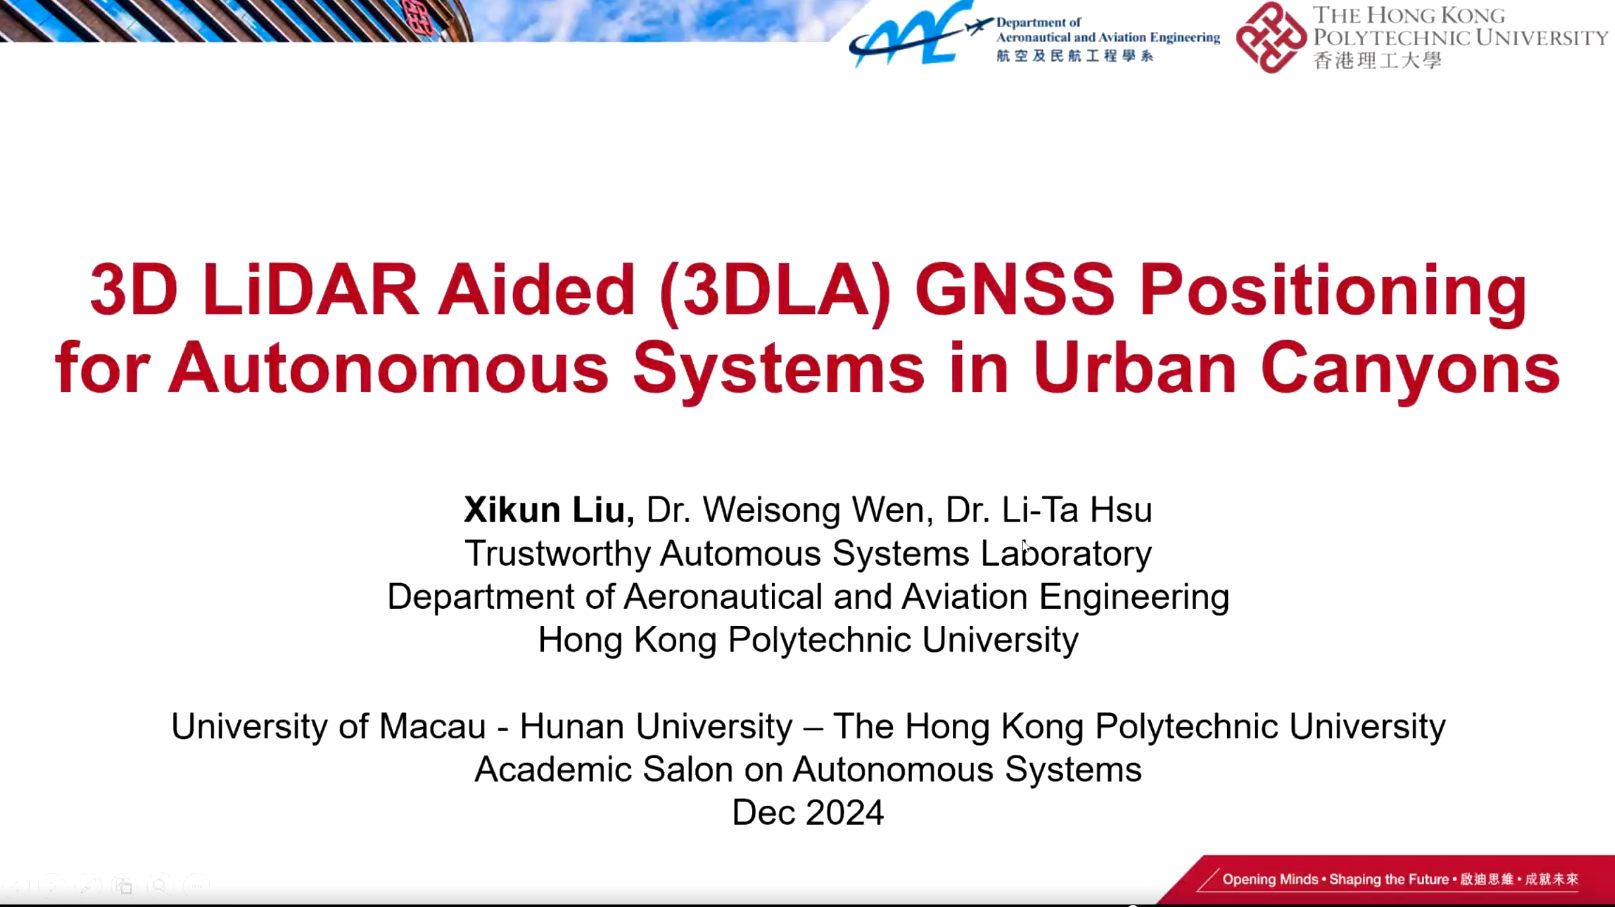 Department of
Aeronautical and Aviation Engineering
航空及民航工程學系
THE HONG KONG
POLYTECHNIC UNIVERSITY
香港理工大學
3D LiDAR Aided (3DLA) GNSS Positioning
for Autonomous Systems in Urban Canyons
Xikun Liu, Dr. Weisong Wen, Dr. Li-Ta Hsu
Trustworthy Automous Systems Laboratory
Department of Aeronautical and Aviation Engineering
Hong Kong Polytechnic University
University of Macau - Hunan University – The Hong Kong Polytechnic University
Academic Salon on Autonomous Systems
Dec 2024
Opening Minds • Shaping the Future • 啟迪思維 • 成就未來